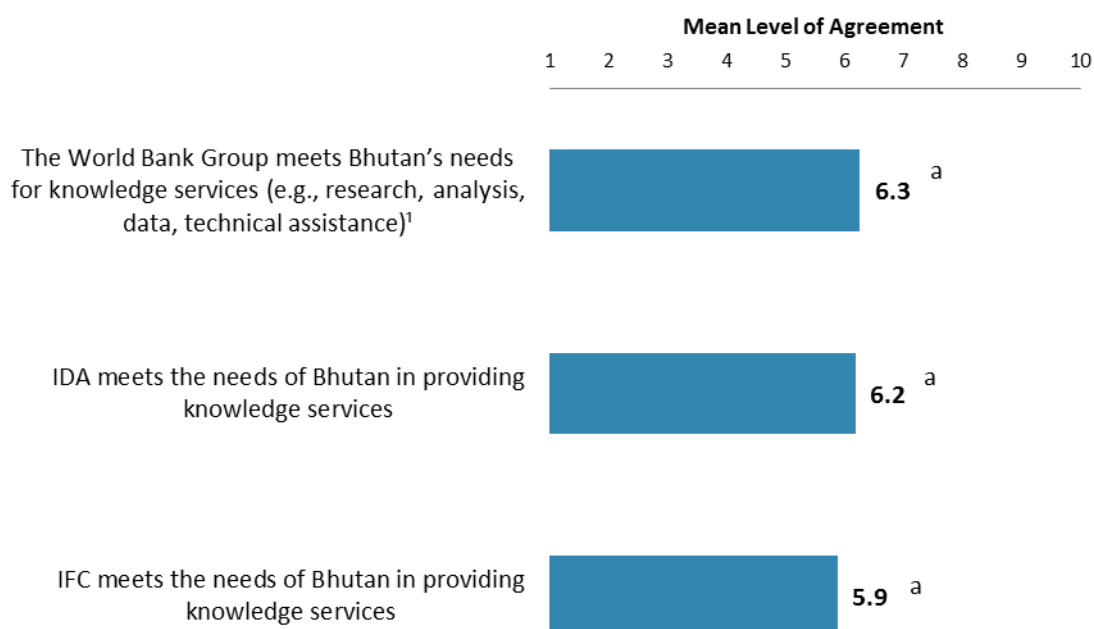 Mean Level of Agreement
1 2 3 4 5 6 7 8 9 10
The World Bank Group meets Bhutan’s needs
for knowledge services (e.g., research, analysis,
data, technical assistance)¹
6.3 a
IDA meets the needs of Bhutan in providing
knowledge services
6.2 a
IFC meets the needs of Bhutan in providing
knowledge services
5.9 a